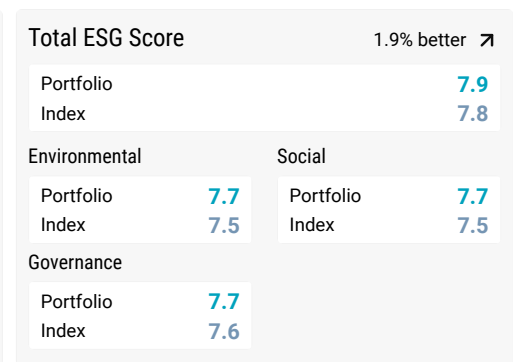 Total ESG Score 1.9% better
Portfolio 7.9
Index 7.8
Environmental Social
Portfolio 7.7 Portfolio 7.7
Index 7.5 Index 7.5
Governance
Portfolio 7.7
Index 7.6